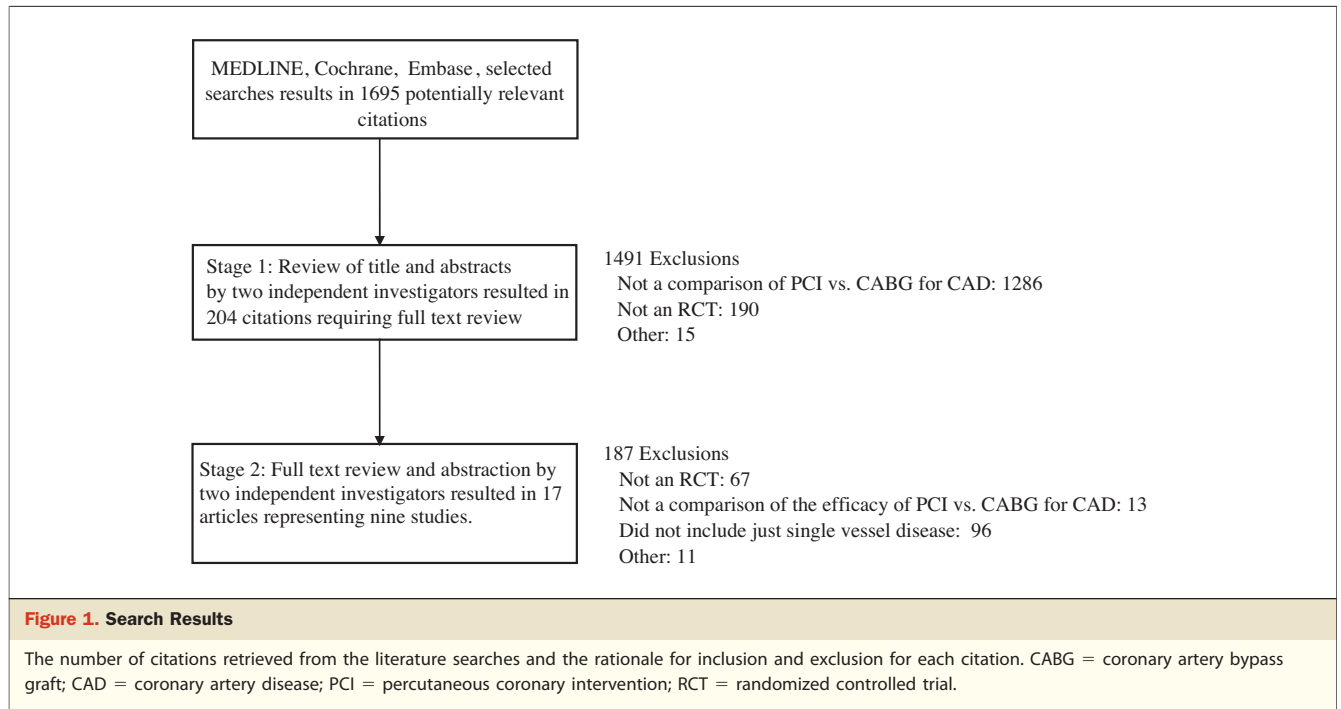 MEDLINE, Cochrane, Embase, selected
searches results in 1695 potentially relevant
citations
Stage 1: Review of title and abstracts
by two independent investigators resulted in
204 citations requiring full text review
1491 Exclusions
Not a comparison of PCI vs. CABG for CAD: 1286
Not an RCT: 190
Other: 15
Stage 2: Full text review and abstraction by
two independent investigators resulted in 17
articles representing nine studies.
187 Exclusions
Not an RCT: 67
Not a comparison of the efficacy of PCI vs. CABG for CAD: 13
Did not include just single vessel disease: 96
Other: 11
Figure 1. Search Results
The number of citations retrieved from the literature searches and the rationale for inclusion and exclusion for each citation. CABG = coronary artery bypass
graft; CAD = coronary artery disease; PCI = percutaneous coronary intervention; RCT = randomized controlled trial.